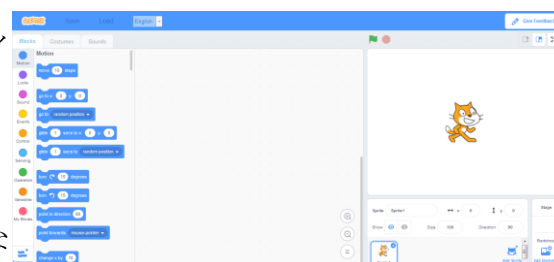 Save Load English Give Feedback
Blocks Costumes Sounds
Motion
Motion
move 10 steps
Looks
go to x: 0 y: 0
Sound
go to random position
Events
glide 1 secs to x: 0 y: 0
Control
glide 1 secs to random position
Sensing
turn 15 degrees
Operators
turn 15 degrees
Variables
point in direction 90
My Blocks
point towards mouse-pointer
change x by 10
Sprite Sprite1 x 0 y 0
Show Size 100 Direction 90
Stage
Add Sprite